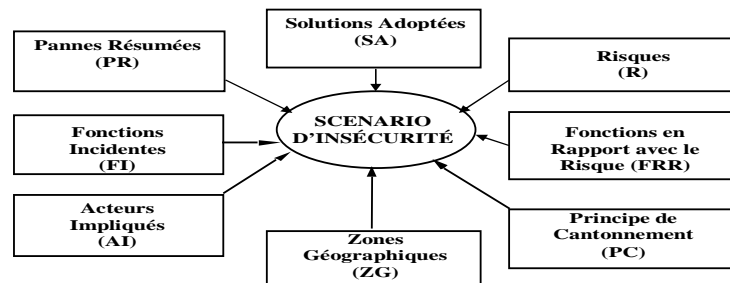 Solutions Adoptées
(SA)
Pannes Résumées
(PR)
Risques
(R)
SCENARIO
D'INSÉCURITÉ
Fonctions
Incidentes
(FI)
Fonctions en
Rapport avec le
Risque (FRR)
Acteurs
Impliqués
(AI)
Zones
Géographiques
(ZG)
Principe de
Cantonnement
(PC)